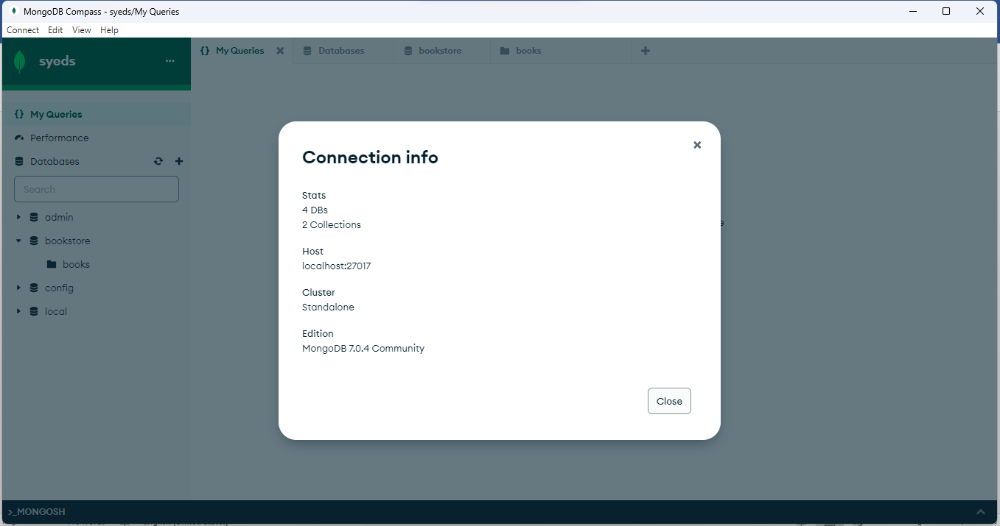 MongoDB Compass - syeds/My Queries
Connect Edit View Help
syeds
My Queries Databases bookstore books
{} My Queries
Performance
Databases
Search
admin
bookstore
books
config
local
Connection info
Stats
4 DBs
2 Collections
Host
localhost:27017
Cluster
Standalone
Edition
MongoDB 7.0.4 Community
Close
>_MONGOSH